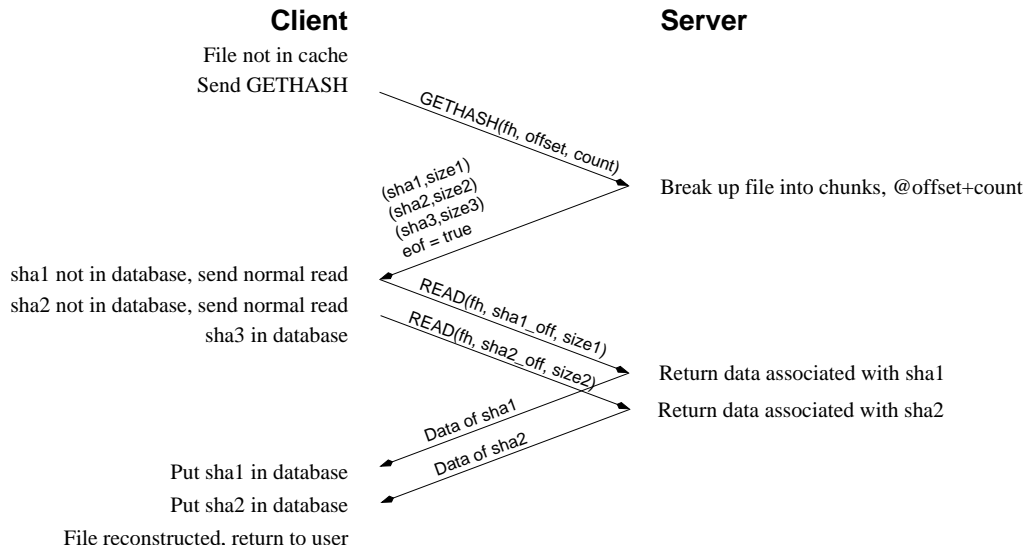 Client
Server
File not in cache
Send GETHASH
GETHASH(fh, offset, count)
Break up file into chunks, @offset+count
(sha1,size1)
(sha2,size2)
(sha3,size3)
eof = true
sha1 not in database, send normal read
sha2 not in database, send normal read
sha3 in database
READ(fh, sha1_off, size1)
READ(fh, sha2_off, size2)
Return data associated with sha1
Return data associated with sha2
Data of sha1
Data of sha2
Put sha1 in database
Put sha2 in database
File reconstructed, return to user